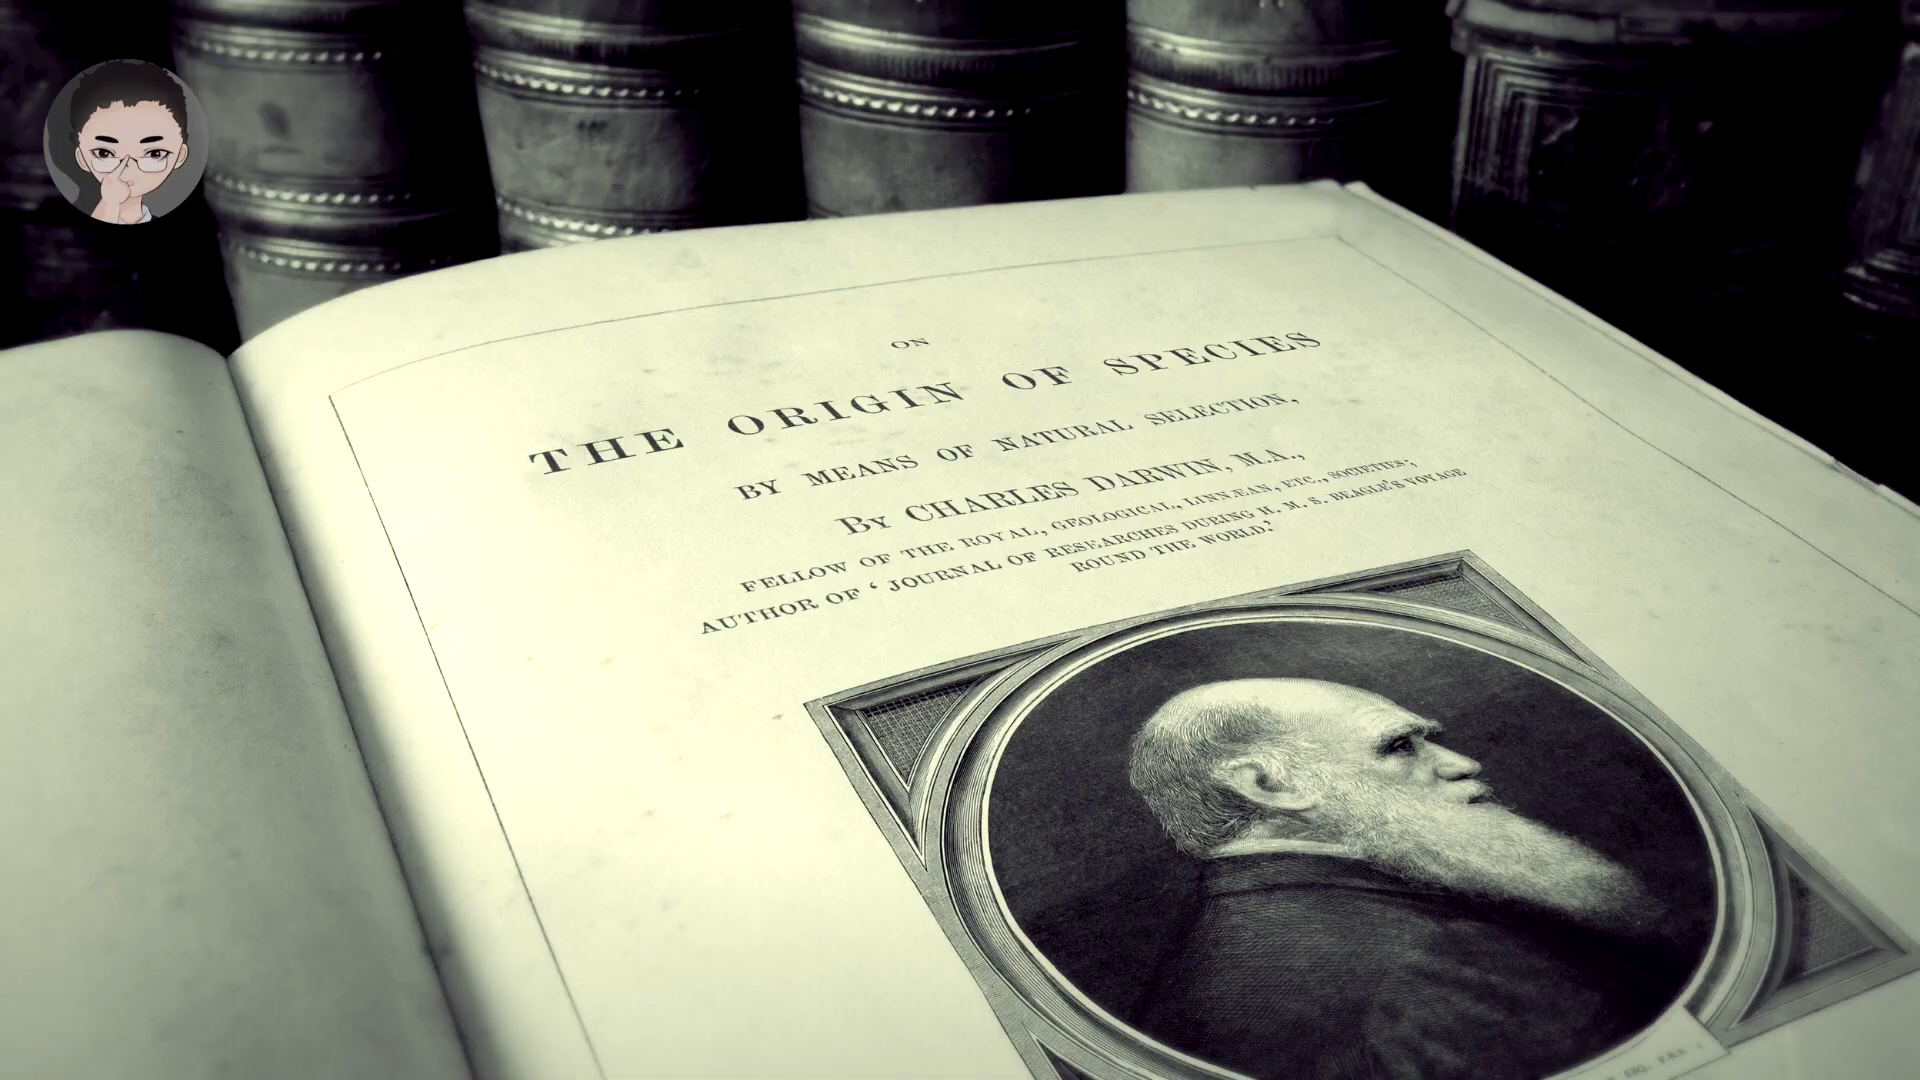 ON
THE ORIGIN OF SPECIES
BY MEANS OF NATURAL SELECTION,
BY CHARLES DARWIN, M.A.,
FELLOW OF THE ROYAL, GEOLOGICAL, LINNÆAN, ETC., SOCIETIES;
AUTHOR OF ‘ JOURNAL OF RESEARCHES DURING H. M. S. BEAGLE'S VOYAGE
ROUND THE WORLD.’
ESQ. F.R.S